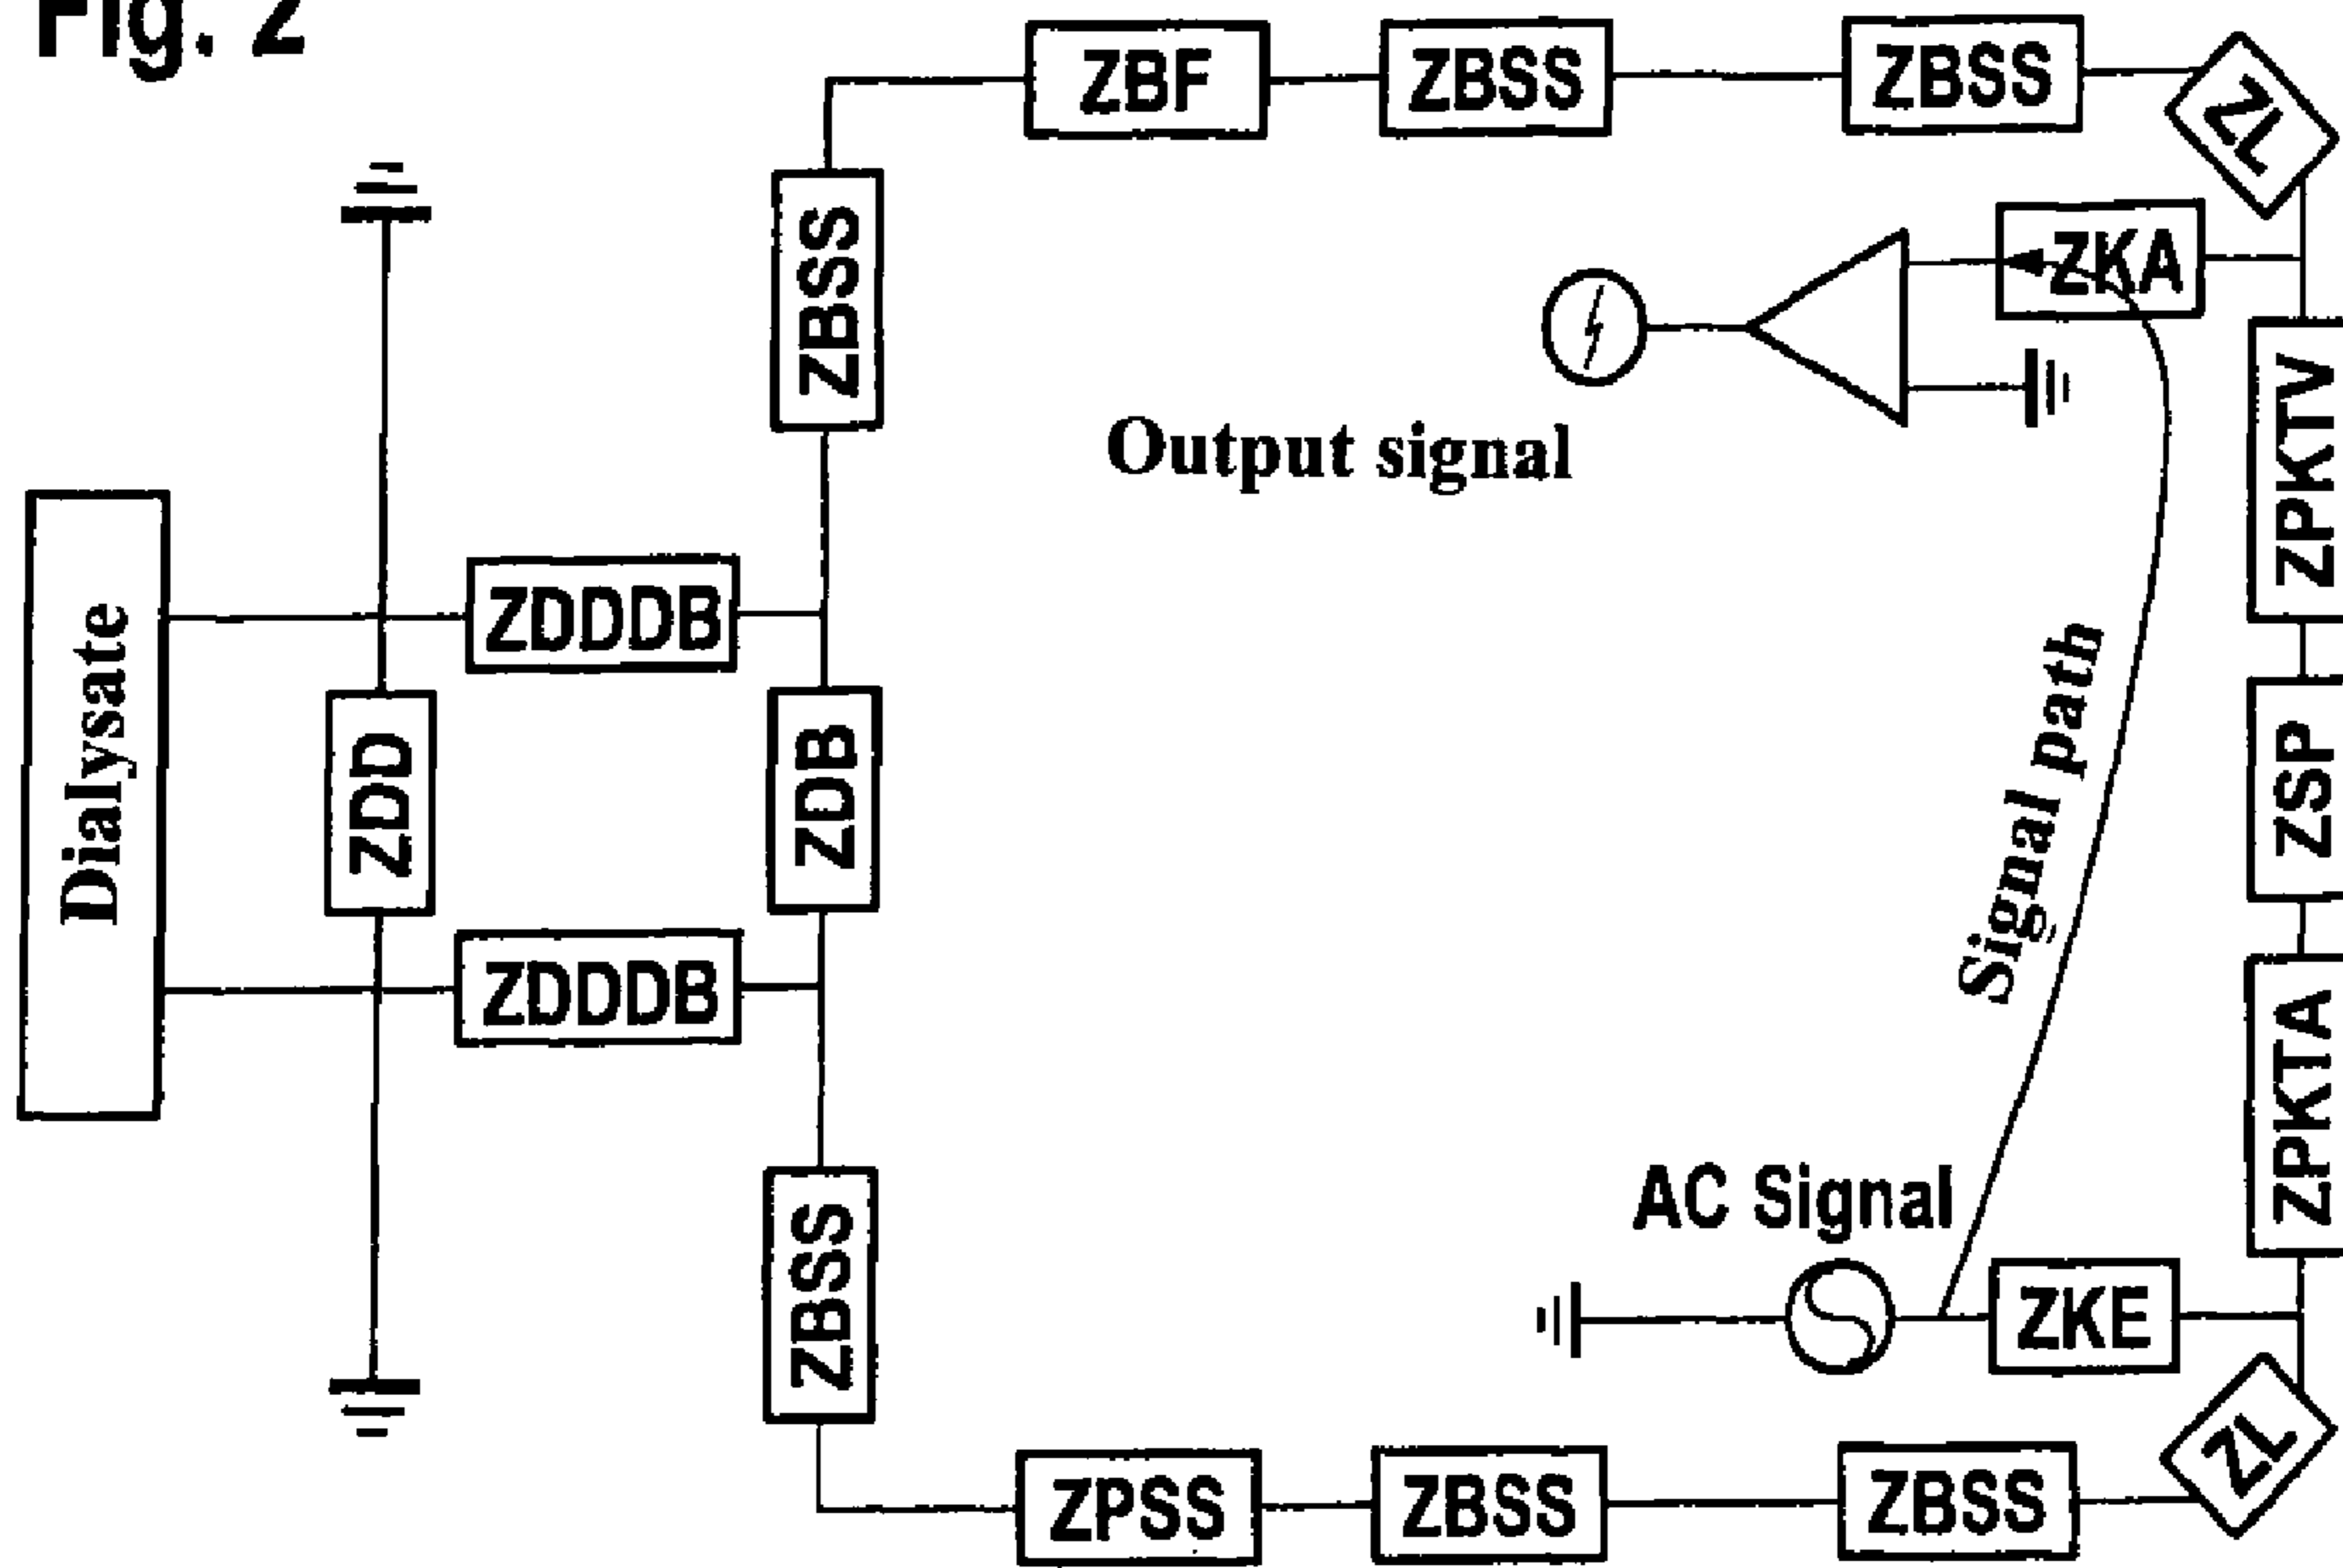 Fig. 2
ZBF
ZBSS
ZBSS
ZL
ZBSS
ZKA
Output signal
ZPKTV
Dialysate
ZDDDB
ZDD
ZDB
ZSP
Signal path
ZDDDB
ZPKTA
AC Signal
ZBSS
ZKE
ZL
ZPSS
ZBSS
ZBSS